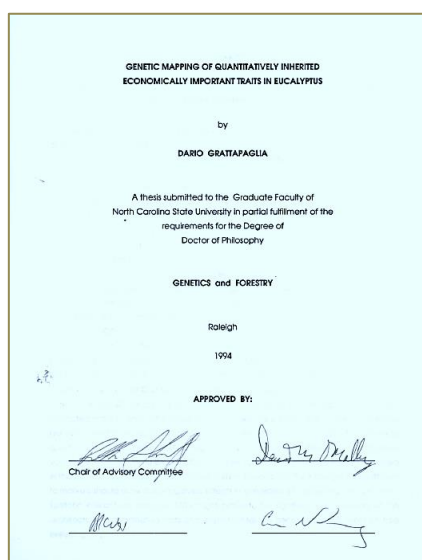 GENETIC MAPPING OF QUANTITATIVELY INHERITED
ECONOMICALLY IMPORTANT TRAITS IN EUCALYPTUS
by
DARIO GRATTAPAGLIA
A thesis submitted to the Graduate Faculty of
North Carolina State University in partial fulfillment of the
requirements for the Degree of
Doctor of Philosophy
GENETICS and FORESTRY
Raleigh
1994
APPROVED BY:
Chair of Advisory Committee